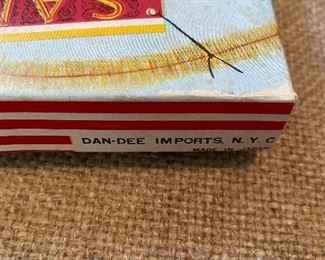 DAN-DEE IMPORTS, N. Y. C
MADE IN JAPAN